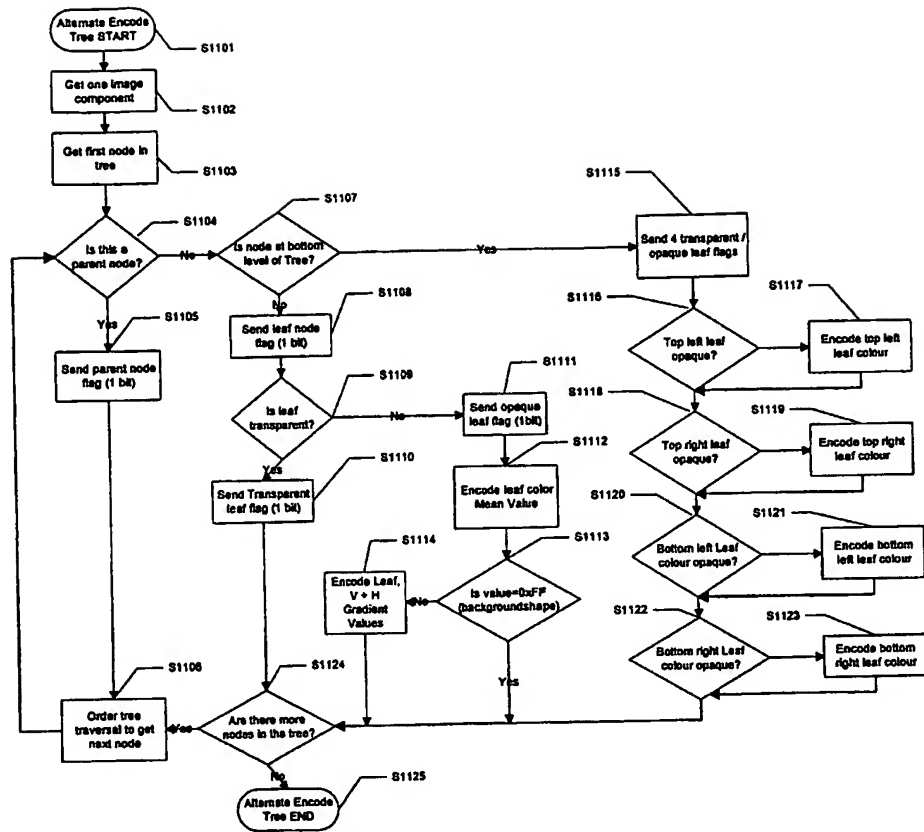 Alternate Encode
Tree START
S1101
Get one image
component
S1102
Get first node in
tree
S1103
S1104
Is this a
parent node?
No
Yes
S1105
Send parent node
flag (1 bit)
S1106
Order tree
traversal to get
next node
S1107
Is node at bottom
level of Tree?
Yes
No
S1108
Send leaf node
flag (1 bit)
S1109
Is leaf
transparent?
No
Yes
S1110
Send Transparent
leaf flag (1 bit)
S1111
Send opaque
leaf flag (1bit)
S1112
Encode leaf color
Mean Value
S1113
Is value=0xFF
(backgroundshape)
No
Yes
S1114
Encode Leaf,
V + H
Gradient
Values
S1115
Send 4 transparent /
opaque leaf flags
S1116
Top left leaf
opaque?
S1117
Encode top left
leaf colour
S1118
Top right leaf
opaque?
S1119
Encode top right
leaf colour
S1120
Bottom left Leaf
colour opaque?
S1121
Encode bottom
left leaf colour
S1122
Bottom right Leaf
colour opaque?
S1123
Encode bottom
right leaf colour
S1124
Are there more
nodes in the tree?
Yes
No
S1125
Alternate Encode
Tree END